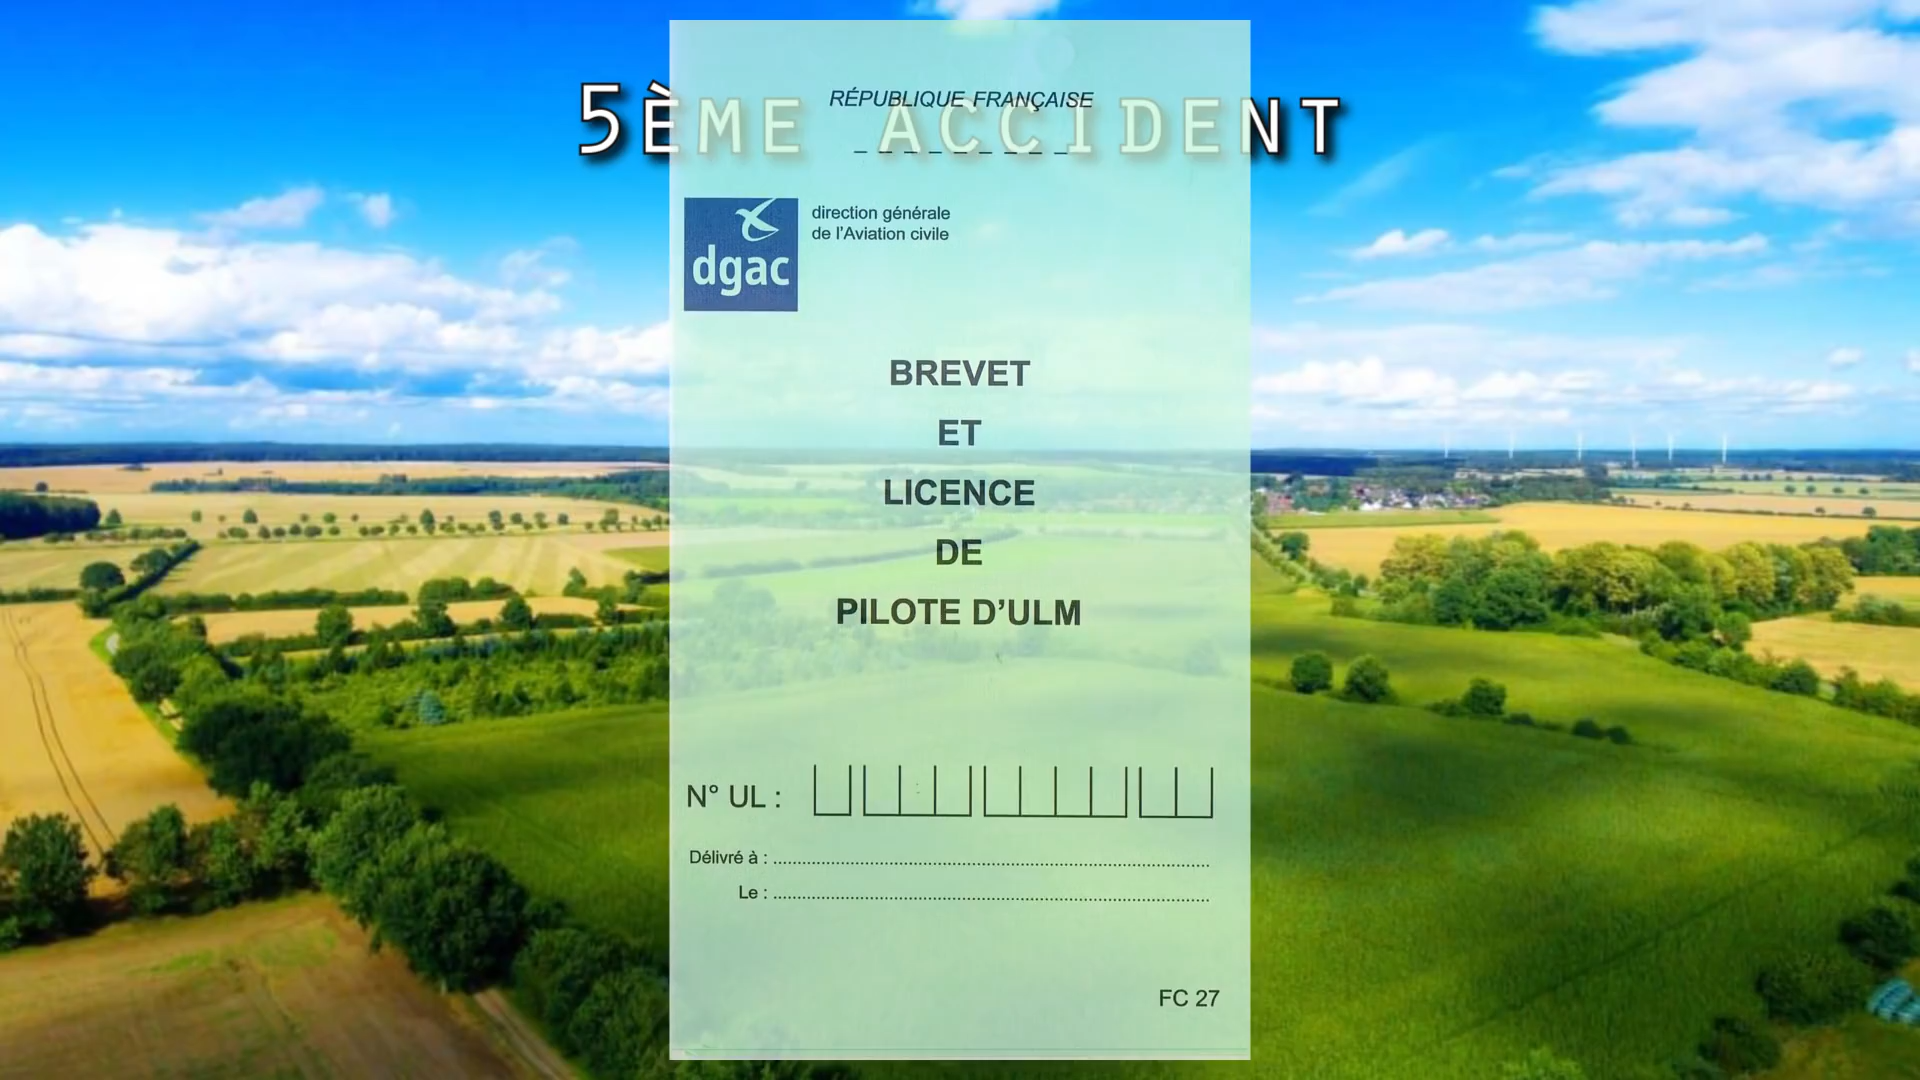 5ÈME ACCIDENT
RÉPUBLIQUE FRANÇAISE
_ _ _ _ _ _ _ _ _
dgac
direction générale
de l'Aviation civile
BREVET
ET
LICENCE
DE
PILOTE D'ULM
N° UL :
Délivré à :
Le :
FC 27